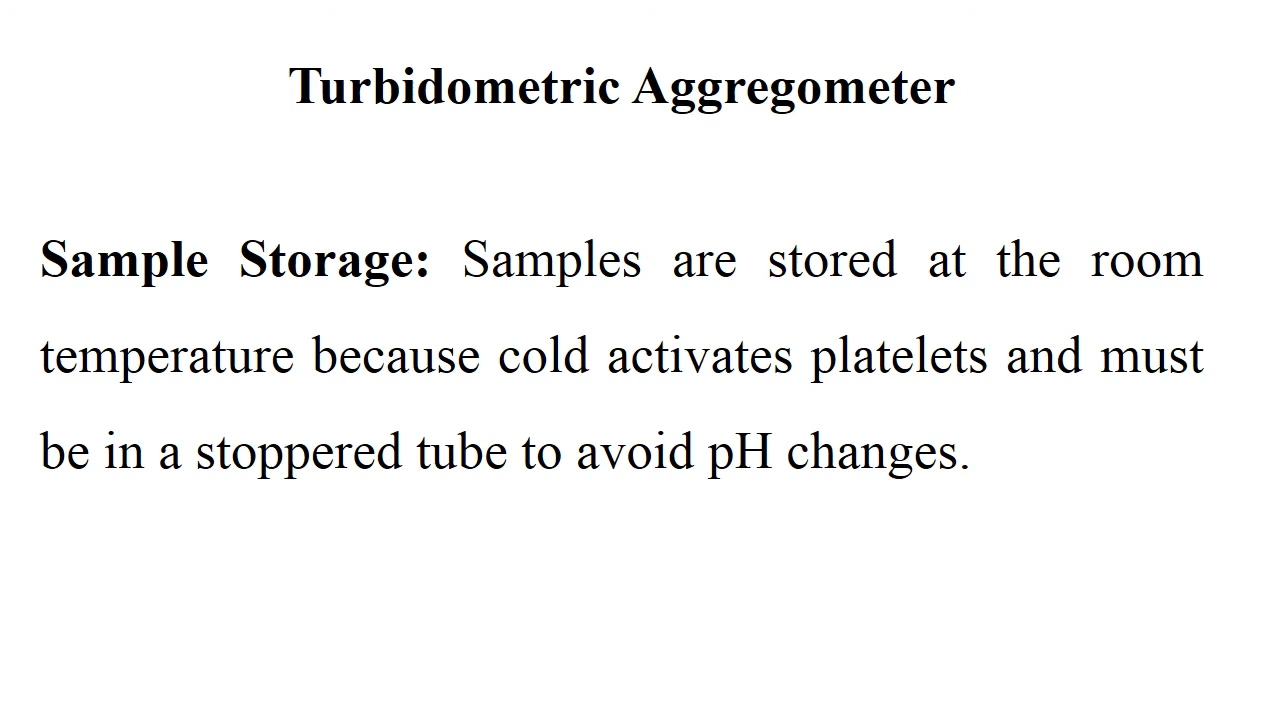 Turbidometric Aggregometer
Sample Storage: Samples are stored at the room
temperature because cold activates platelets and must
be in a stoppered tube to avoid pH changes.